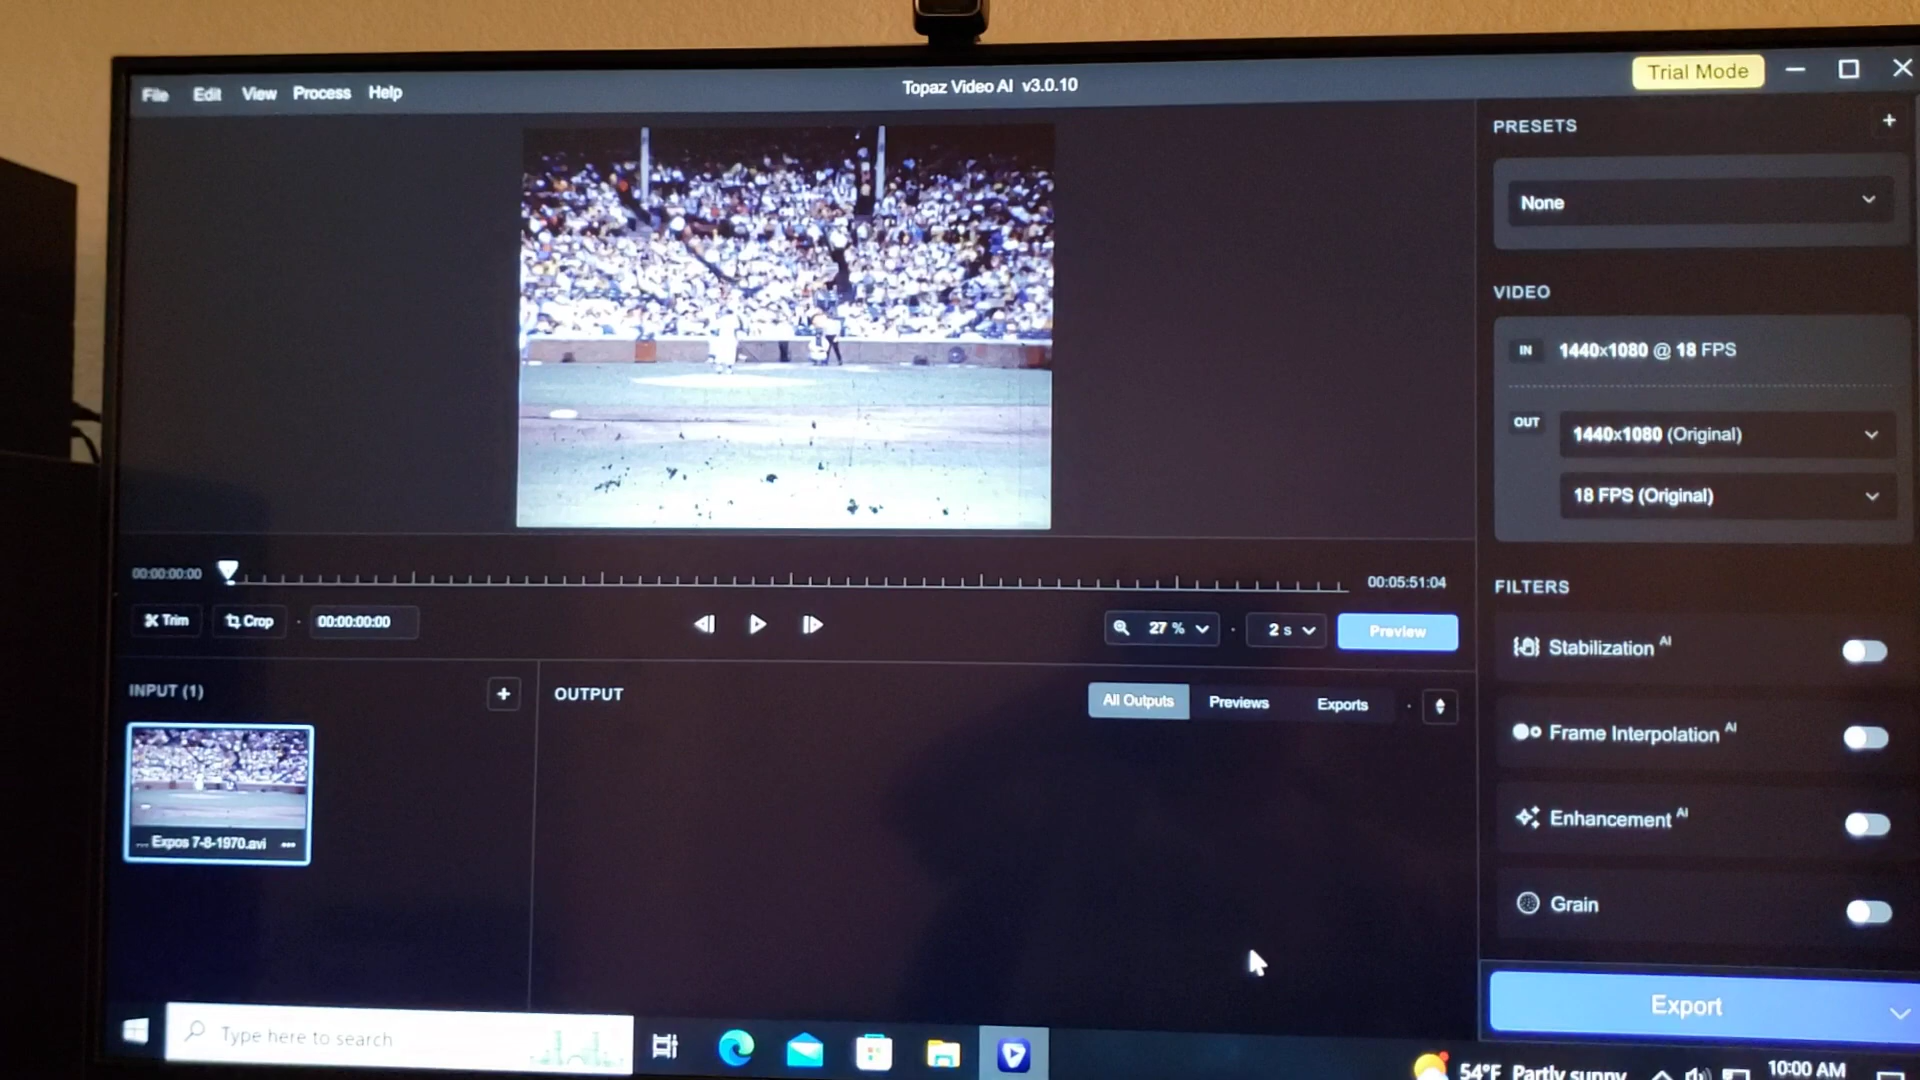 File Edit View Process Help
Topaz Video AI v3.0.10
Trial Mode
PRESETS
None
VIDEO
IN 1440x1080 @ 18 FPS
OUT 1440x1080 (Original)
18 FPS (Original)
00:00:00:00
00:05:51:04
Trim Crop 00:00:00:00
27 % 2 s Preview
FILTERS
Stabilization AI
Frame Interpolation AI
Enhancement AI
Grain
INPUT (1)
OUTPUT
All Outputs Previews Exports
... Expos 7-8-1970.avi ...
Export
Type here to search
54°F Partly sunny
10:00 AM